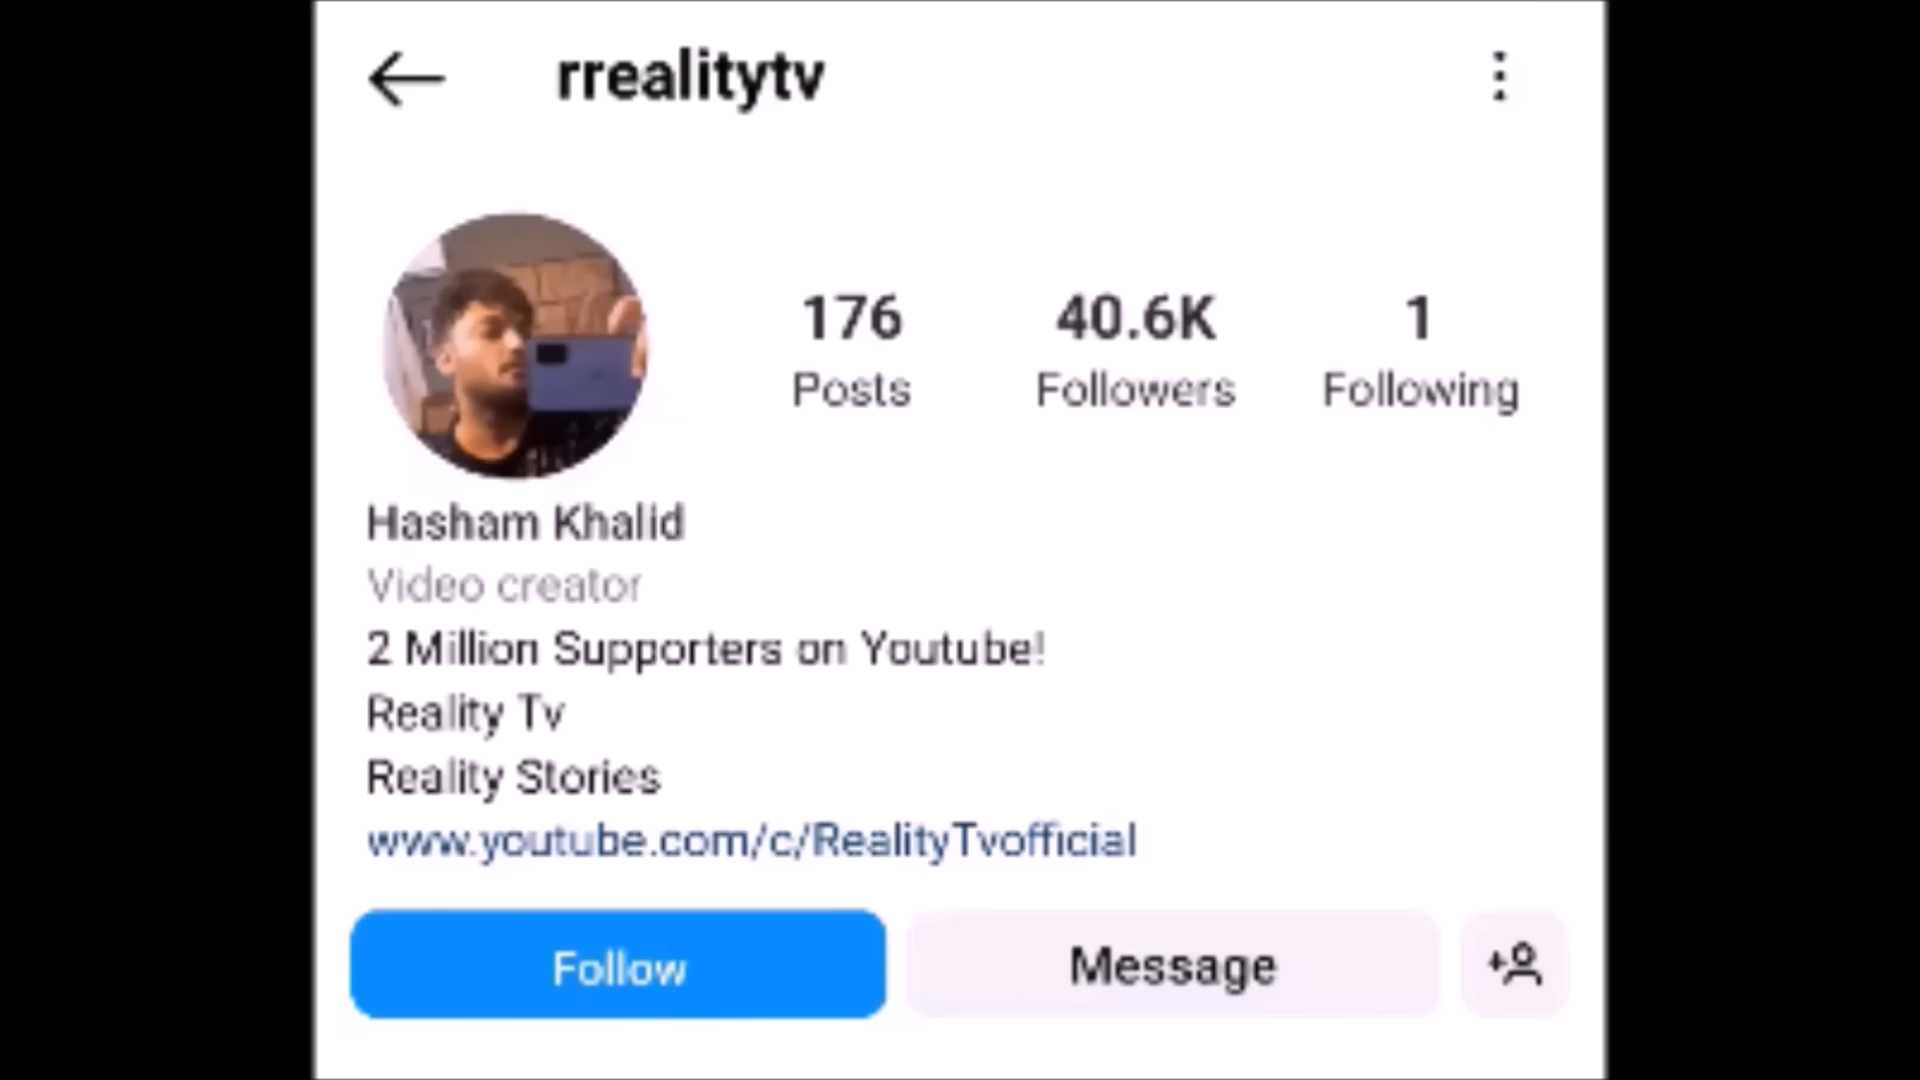 rrealitytv
176 40.6K 1
Posts Followers Following
Hasham Khalid
Video creator
2 Million Supporters on Youtube!
Reality Tv
Reality Stories
www.youtube.com/c/RealityTvofficial
Follow Message